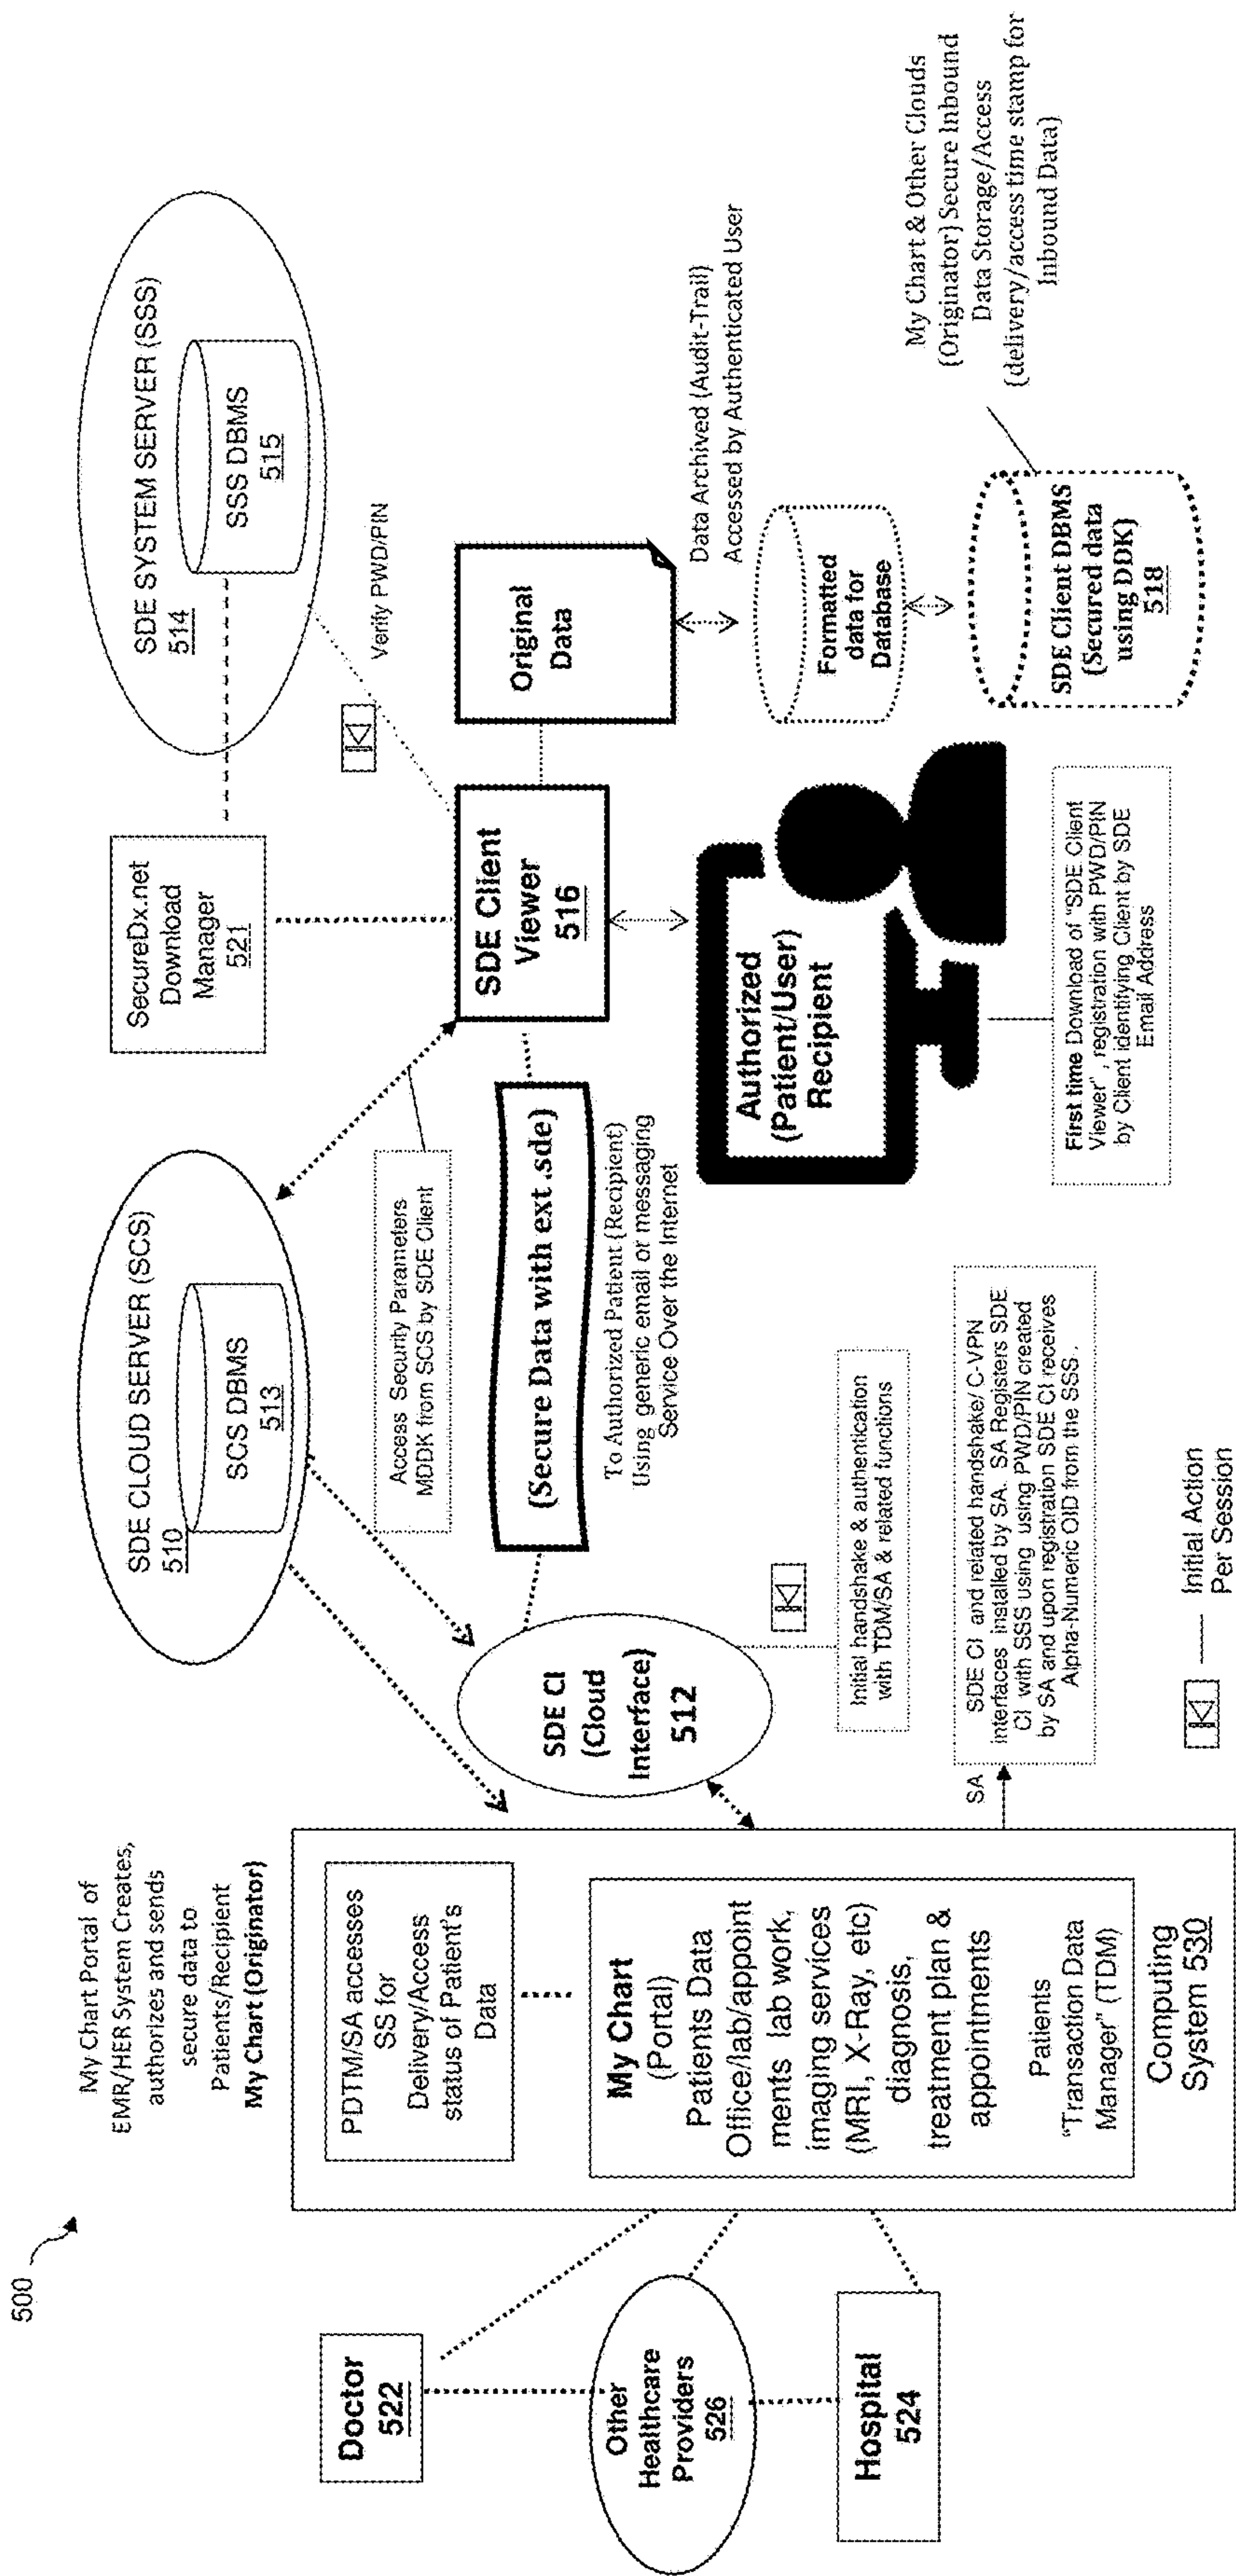 500
My Chart Portal of
EMR/HER System Creates,
authorizes and sends
secure data to
Patients/Recipient
My Chart (Originator)
Doctor
522
Other
Healthcare
Providers
526
Hospital
524
PDTM/SA accesses
SS for
Delivery/Access
status of Patient's
Data
My Chart
(Portal)
Patients Data
Office/lab/appoint
ments lab work,
imaging services
(MRI, X-Ray, etc)
diagnosis,
treatment plan &
appointments
Patients
"Transaction Data
Manager" (TDM)
Computing
System 530
SDE CLOUD SERVER (SCS)
510
SCS DBMS
513
SDE CI
(Cloud
Interface)
512
Access Security Parameters
MDDK from SCS by SDE Client
(Secure Data with ext .sde)
To Authorized Patient (Recipient)
Using generic email or messaging
Service Over the Internet
Initial handshake & authentication
with TDM/SA & related functions
SA
SDE CI and related handshake/ C-VPN
interfaces installed by SA. SA Registers SDE
CI with SSS using using PWD/PIN created
by SA and upon registration SDE CI receives
Alpha-Numeric OID from the SSS .
Initial Action
Per Session
SDE SYSTEM SERVER (SSS)
514
SSS DBMS
515
SecureDx.net
Download
Manager
521
Verify PWD/PIN
SDE Client
Viewer
516
Original
Data
Data Archived (Audit-Trail)
Accessed by Authenticated User
Authorized
(Patient/User)
Recipient
Formatted
data for
Database
SDE Client DBMS
(Secured data
using DDK)
518
My Chart & Other Clouds
(Originator) Secure Inbound
Data Storage/Access
(delivery/access time stamp for
Inbound Data)
First time Download of "SDE Client
Viewer", registration with PWD/PIN
by Client identifying Client by SDE
Email Address